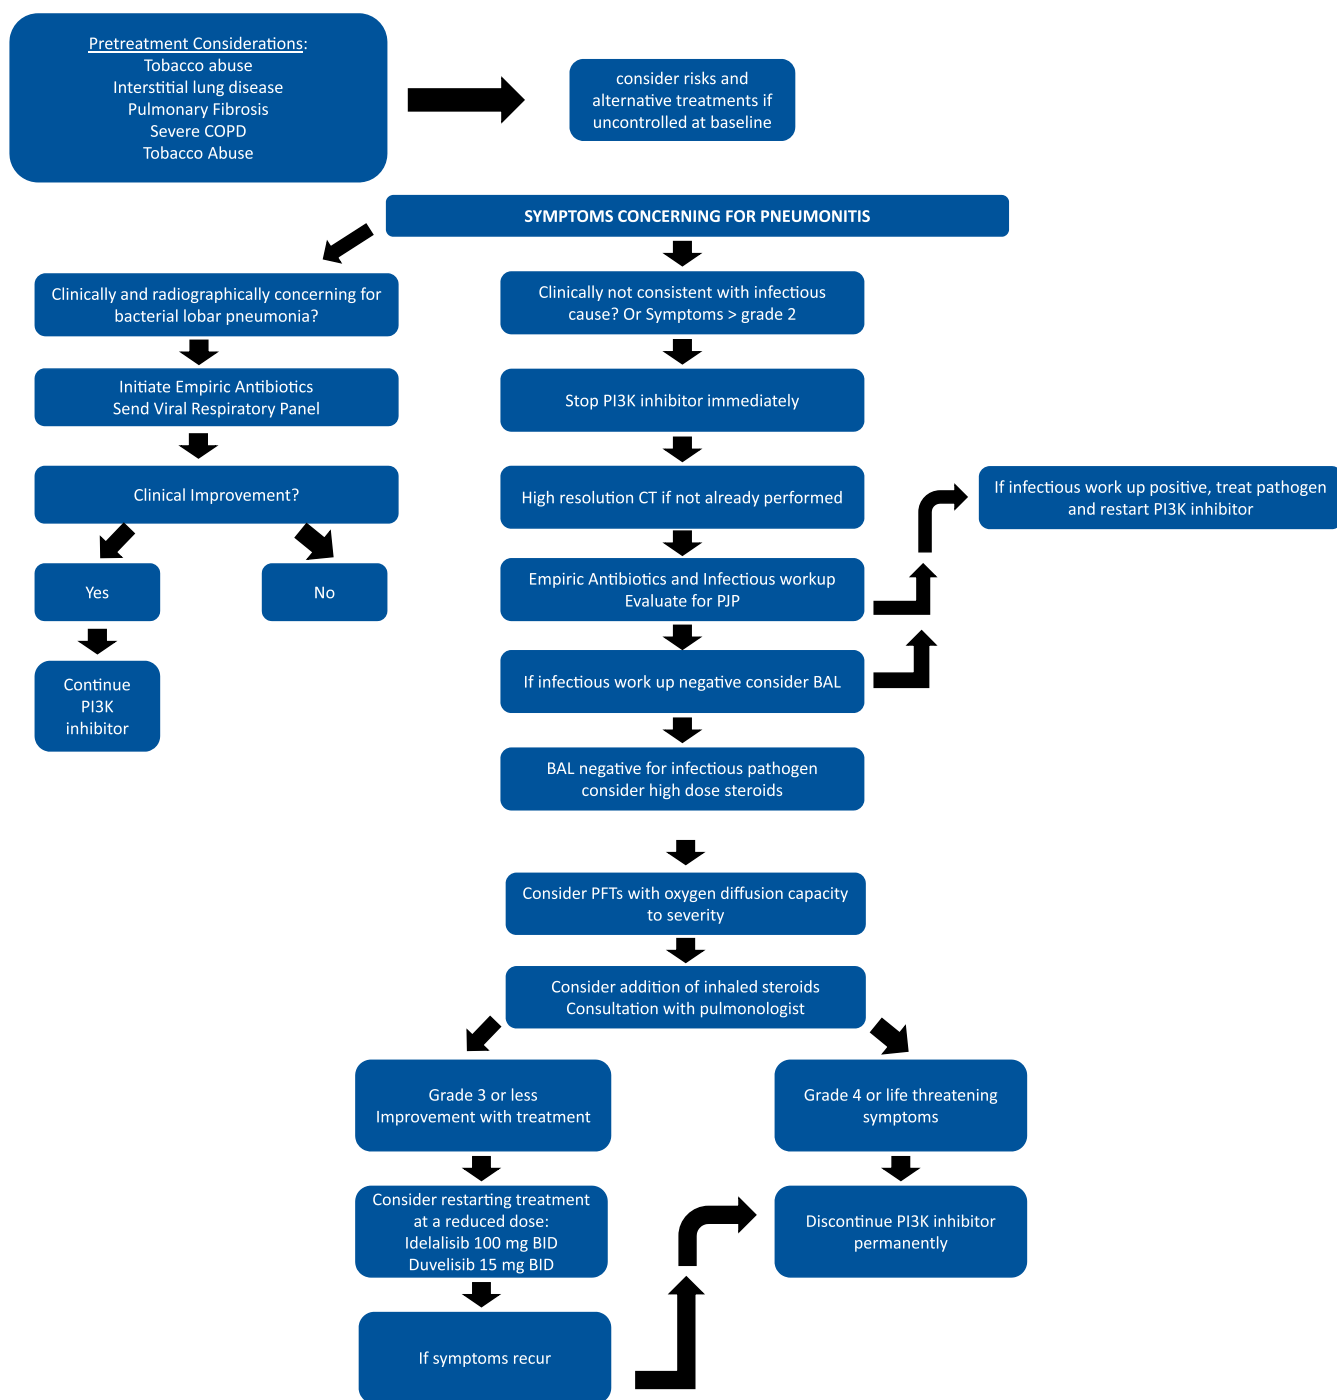 Pretreatment Considerations:
Tobacco abuse
Interstitial lung disease
Pulmonary Fibrosis
Severe COPD
Tobacco Abuse
consider risks and
alternative treatments if
uncontrolled at baseline
SYMPTOMS CONCERNING FOR PNEUMONITIS
Clinically and radiographically concerning for
bacterial lobar pneumonia?
Initiate Empiric Antibiotics
Send Viral Respiratory Panel
Clinical Improvement?
Yes
No
Continue
PI3K
inhibitor
Clinically not consistent with infectious
cause? Or Symptoms > grade 2
Stop PI3K inhibitor immediately
High resolution CT if not already performed
Empiric Antibiotics and Infectious workup
Evaluate for PJP
If infectious work up positive, treat pathogen
and restart PI3K inhibitor
If infectious work up negative consider BAL
BAL negative for infectious pathogen
consider high dose steroids
Consider PFTs with oxygen diffusion capacity
to severity
Consider addition of inhaled steroids
Consultation with pulmonologist
Grade 3 or less
Improvement with treatment
Consider restarting treatment
at a reduced dose:
Idelalisib 100 mg BID
Duvelisib 15 mg BID
If symptoms recur
Grade 4 or life threatening
symptoms
Discontinue PI3K inhibitor
permanently